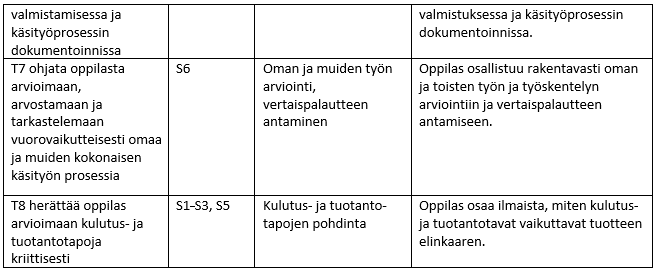 valmistamisessa ja
käsityöprosessin
dokumentoinnissa
valmistuksessa ja käsityöprosessin
dokumentoinnissa.
T7 ohjata oppilasta
arvioimaan,
arvostamaan ja
tarkastelemaan
vuorovaikutteisesti omaa
ja muiden kokonaisen
käsityön prosessia
S6
Oman ja muiden työn
arviointi,
vertaispalautteen
antaminen
Oppilas osallistuu rakentavasti oman
ja toisten työn ja työskentelyn
arviointiin ja vertaispalautteen
antamiseen.
T8 herättää oppilas
arvioimaan kulutus- ja
tuotantotapoja
kriittisesti
S1–S3, S5
Kulutus- ja tuotanto-
tapojen pohdinta
Oppilas osaa ilmaista, miten kulutus-
ja tuotantotavat vaikuttavat tuotteen
elinkaaren.